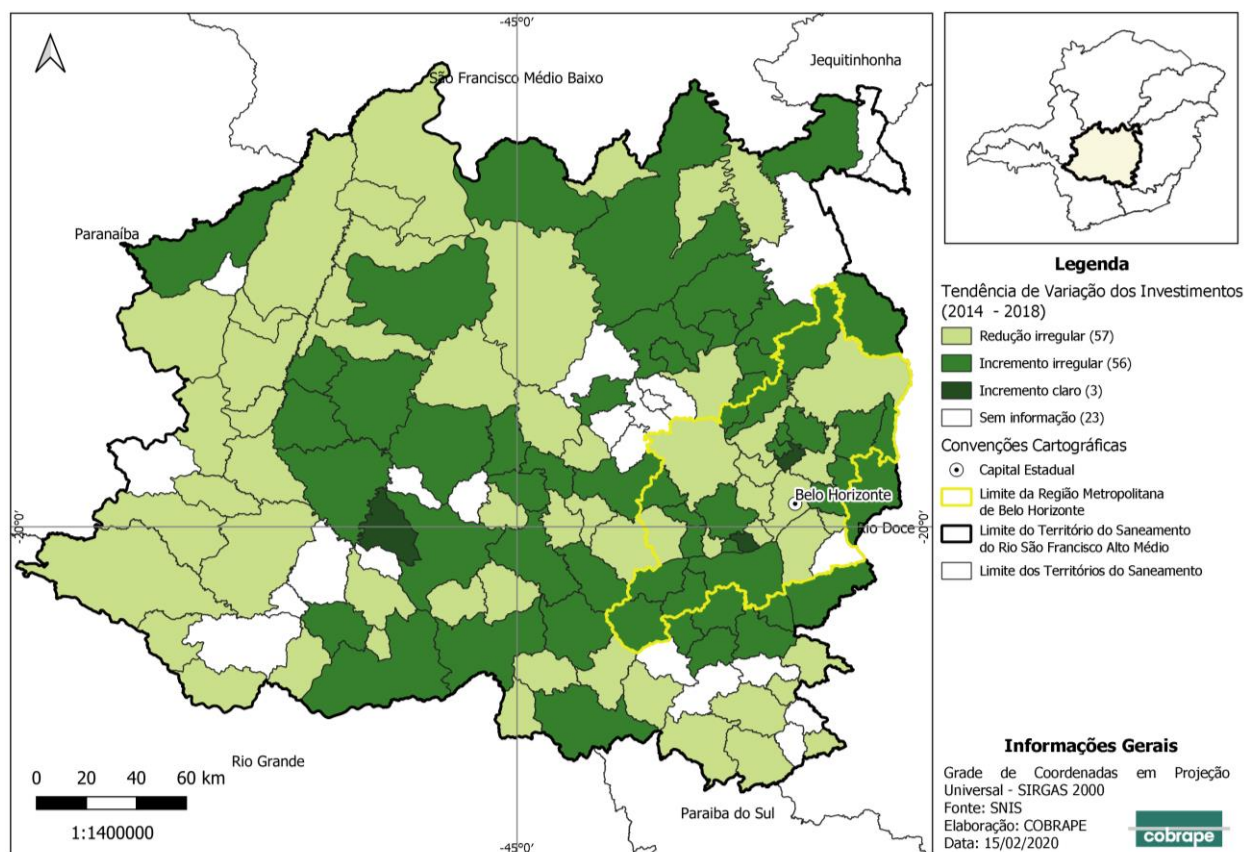 -45°0'
São Francisco Médio Baixo
Jequitinhonha
Paranaíba
Belo Horizonte
-20°0'
Rio Doce
-20°0'
Rio Grande
Paraiba do Sul
0 20 40 60 km
1:1400000
-45°0'
Legenda
Tendência de Variação dos Investimentos
(2014 - 2018)
Redução irregular (57)
Incremento irregular (56)
Incremento claro (3)
Sem informação (23)
Convenções Cartográficas
Capital Estadual
Limite da Região Metropolitana
de Belo Horizonte
Limite do Território do Saneamento
do Rio São Francisco Alto Médio
Limite dos Territórios do Saneamento
Informações Gerais
Grade de Coordenadas em Projeção
Universal - SIRGAS 2000
Fonte: SNIS
Elaboração: COBRAPE
Data: 15/02/2020
cobrape